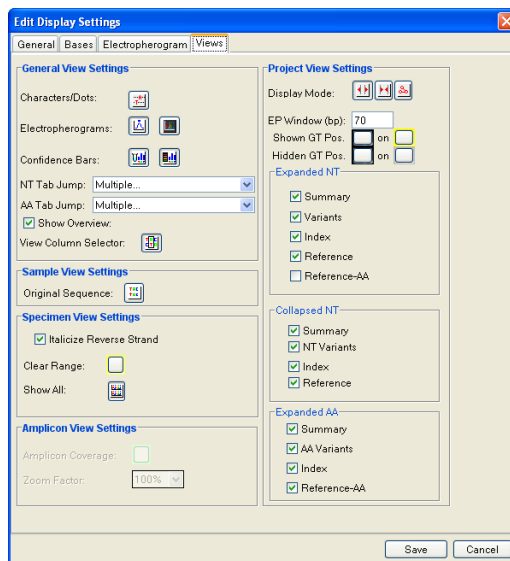 Edit Display Settings
General Bases Electropherogram Views
General View Settings
Characters/Dots:
Electropherograms:
Confidence Bars:
NT Tab Jump: Multiple...
AA Tab Jump: Multiple...
Show Overview:
View Column Selector:
Sample View Settings
Original Sequence:
Specimen View Settings
Italicize Reverse Strand
Clear Range:
Show All:
Amplicon View Settings
Amplicon Coverage:
Zoom Factor: 100%
Project View Settings
Display Mode:
EP Window (bp): 70
Shown GT Pos. on
Hidden GT Pos. on
Expanded NT
Summary
Variants
Index
Reference
Reference-AA
Collapsed NT
Summary
NT Variants
Index
Reference
Expanded AA
Summary
AA Variants
Index
Reference-AA
Save Cancel